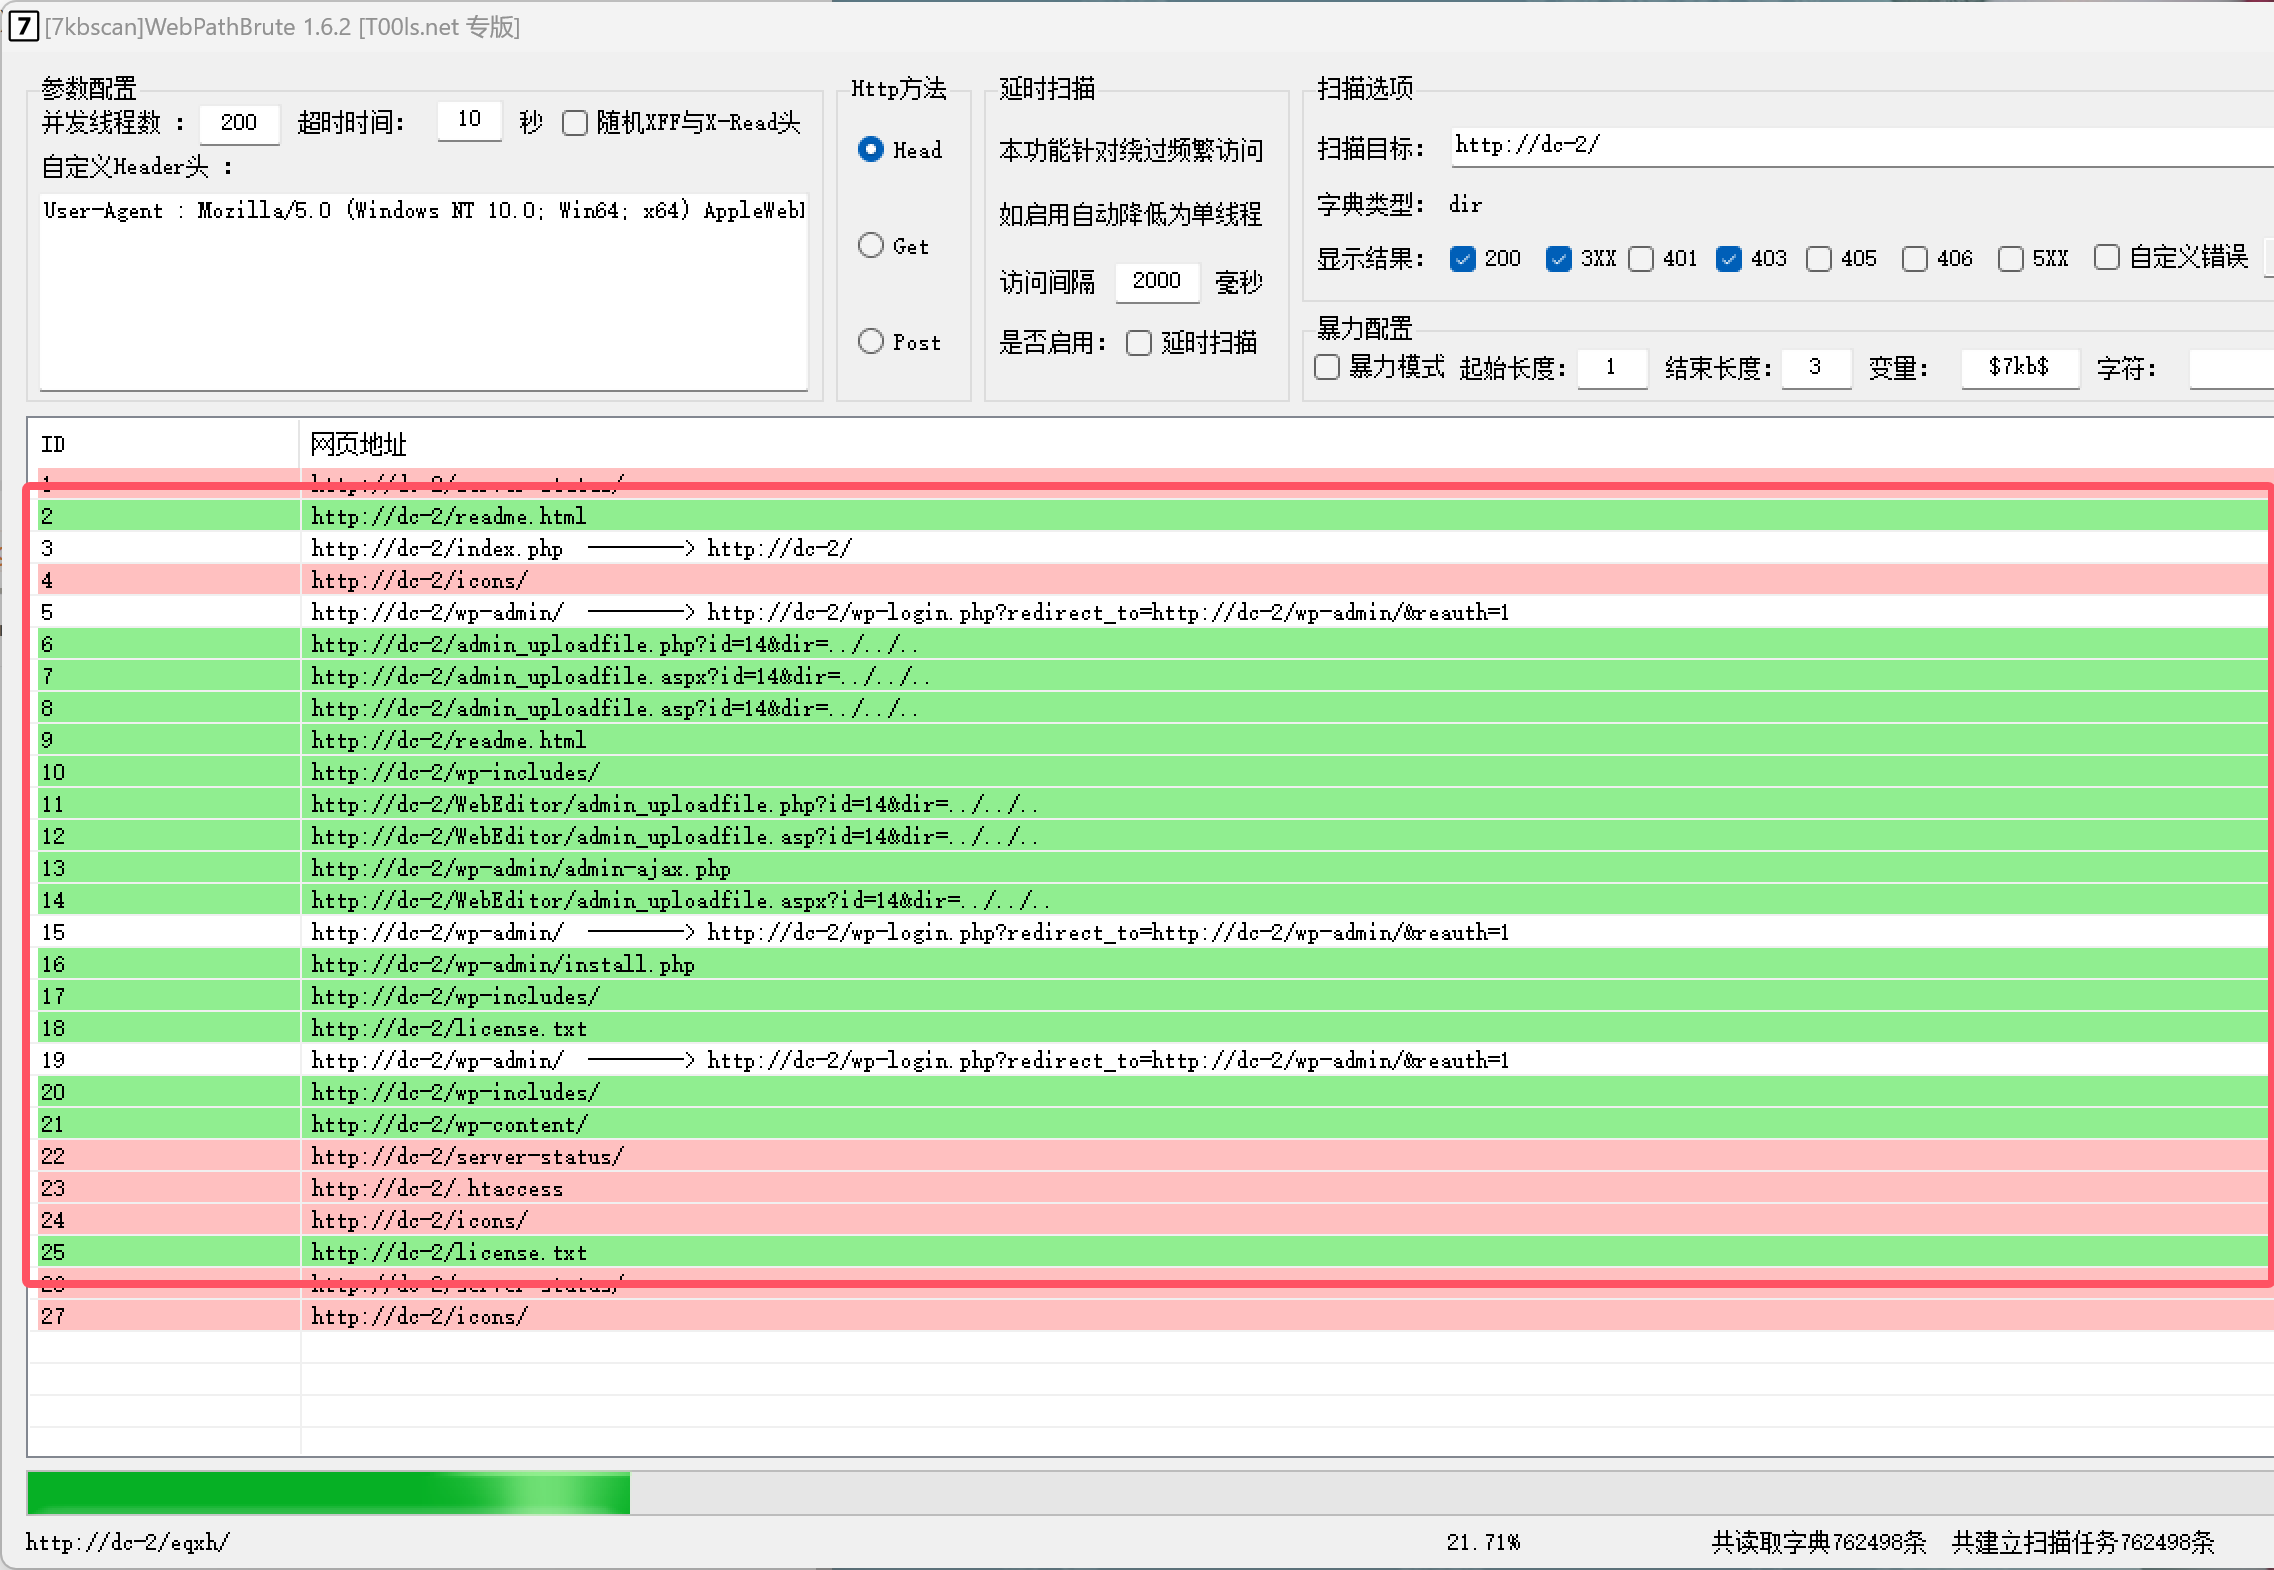 7 [7kbscan]WebPathBrute 1.6.2 [T00ls.net 专版]
参数配置
并发线程数 : 200 超时时间: 10 秒 随机XFF与X-Read头
自定义Header头 :
User-Agent : Mozilla/5.0 (Windows NT 10.0; Win64; x64) AppleWeb
Http方法
Head
Get
Post
延时扫描
本功能针对绕过频繁访问
如启用自动降低为单线程
访问间隔 2000 毫秒
是否启用: 延时扫描
扫描选项
扫描目标: http://dc-2/
字典类型: dir
显示结果: 200 3XX 401 403 405 406 5XX 自定义错误
暴力配置
暴力模式 起始长度: 1 结束长度: 3 变量: $7kb$ 字符:
ID 网页地址
1 http://dc-2/server-status/
2 http://dc-2/readme.html
3 http://dc-2/index.php ————> http://dc-2/
4 http://dc-2/icons/
5 http://dc-2/wp-admin/ ————> http://dc-2/wp-login.php?redirect_to=http://dc-2/wp-admin/&reauth=1
6 http://dc-2/admin_uploadfile.php?id=14&dir=../../..
7 http://dc-2/admin_uploadfile.aspx?id=14&dir=../../..
8 http://dc-2/admin_uploadfile.asp?id=14&dir=../../..
9 http://dc-2/readme.html
10 http://dc-2/wp-includes/
11 http://dc-2/WebEditor/admin_uploadfile.php?id=14&dir=../../..
12 http://dc-2/WebEditor/admin_uploadfile.asp?id=14&dir=../../..
13 http://dc-2/wp-admin/admin-ajax.php
14 http://dc-2/WebEditor/admin_uploadfile.aspx?id=14&dir=../../..
15 http://dc-2/wp-admin/ ————> http://dc-2/wp-login.php?redirect_to=http://dc-2/wp-admin/&reauth=1
16 http://dc-2/wp-admin/install.php
17 http://dc-2/wp-includes/
18 http://dc-2/license.txt
19 http://dc-2/wp-admin/ ————> http://dc-2/wp-login.php?redirect_to=http://dc-2/wp-admin/&reauth=1
20 http://dc-2/wp-includes/
21 http://dc-2/wp-content/
22 http://dc-2/server-status/
23 http://dc-2/.htaccess
24 http://dc-2/icons/
25 http://dc-2/license.txt
26 http://dc-2/server-status/
27 http://dc-2/icons/
http://dc-2/eqxh/ 21.71% 共读取字典762498条 共建立扫描任务762498条